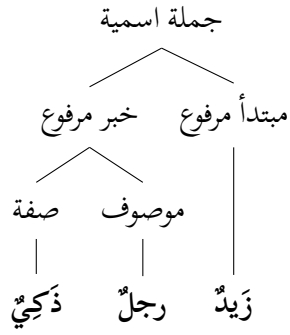 جملة اسمية
مبتدأ مرفوع خبر مرفوع
موصوف صفة
زَيدٌ رجلٌ ذَكِيٌ